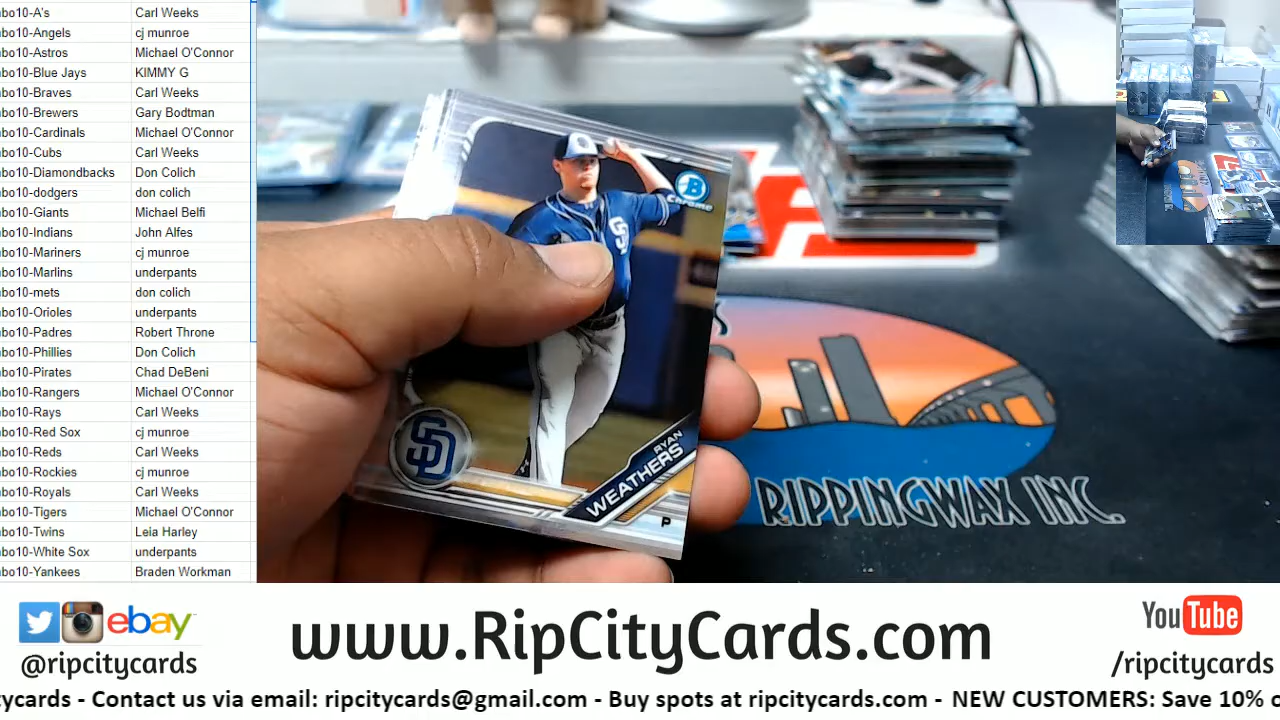 bo10-A's Carl Weeks
bo10-Angels cj munroe
bo10-Astros Michael O'Connor
bo10-Blue Jays KIMMY G
bo10-Braves Carl Weeks
bo10-Brewers Gary Bodtman
bo10-Cardinals Michael O'Connor
bo10-Cubs Carl Weeks
bo10-Diamondbacks Don Colich
bo10-dodgers don colich
bo10-Giants Michael Belfi
bo10-Indians John Alfes
bo10-Mariners cj munroe
bo10-Marlins underpants
bo10-mets don colich
bo10-Orioles underpants
bo10-Padres Robert Throne
bo10-Phillies Don Colich
bo10-Pirates Chad DeBeni
bo10-Rangers Michael O'Connor
bo10-Rays Carl Weeks
bo10-Red Sox cj munroe
bo10-Reds Carl Weeks
bo10-Rockies cj munroe
bo10-Royals Carl Weeks
bo10-Tigers Michael O'Connor
bo10-Twins Leia Harley
bo10-White Sox underpants
bo10-Yankees Braden Workman
B
Chrome
SD
SD
RYAN
WEATHERS
P
RIPPINGWAX INC.
ebay
@ripcitycards
www.RipCityCards.com
YouTube
/ripcitycards
tycards - Contact us via email: ripcitycards@gmail.com - Buy spots at ripcitycards.com - NEW CUSTOMERS: Save 10% o